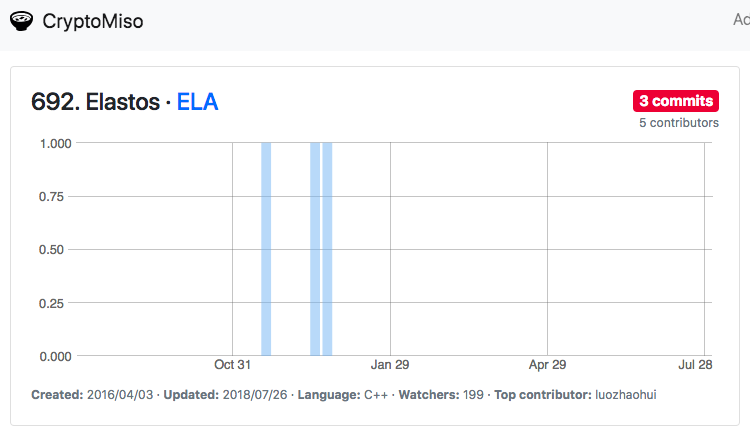 CryptoMiso
Ad
692. Elastos · ELA
3 commits
5 contributors
1.000
0.75
0.50
0.25
0.000
Oct 31
Jan 29
Apr 29
Jul 28
Created: 2016/04/03 · Updated: 2018/07/26 · Language: C++ · Watchers: 199 · Top contributor: luozhaohui